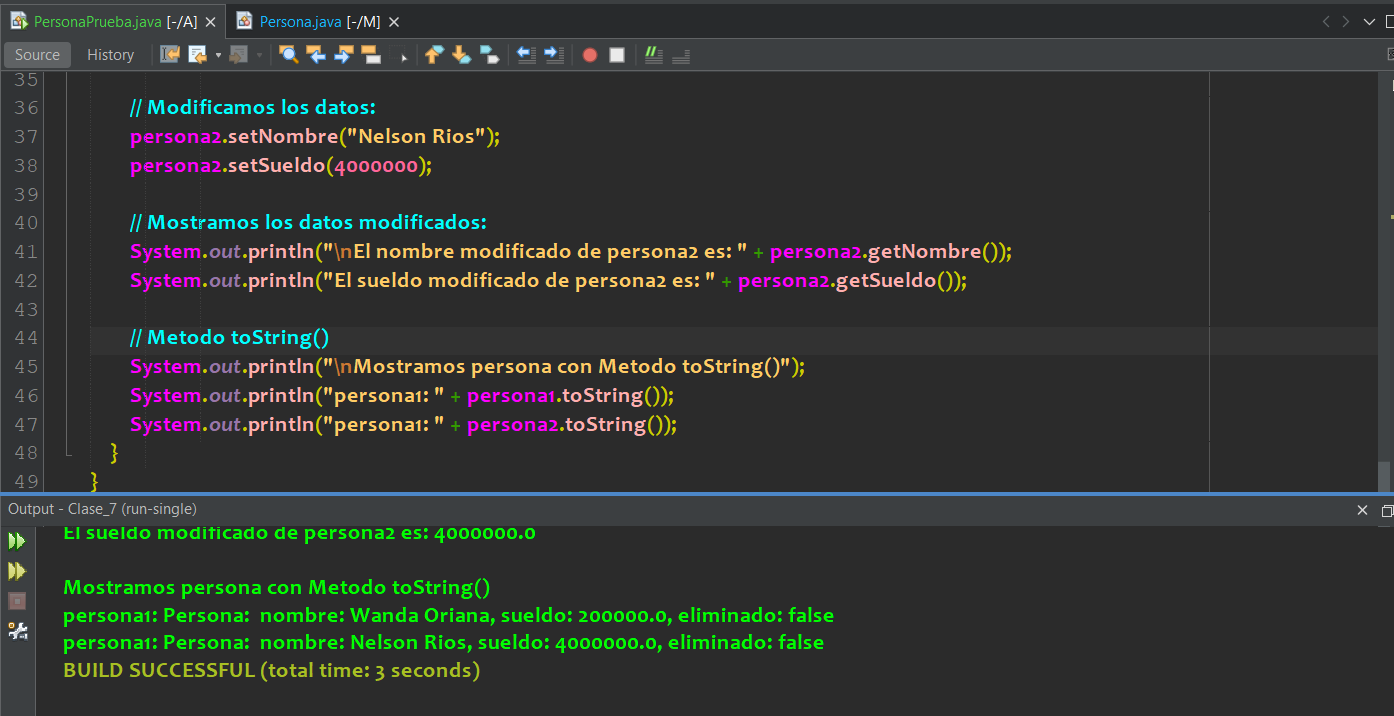 PersonaPrueba.java [-/A] Persona.java [-/M]
Source History
35
36 // Modificamos los datos:
37 persona2.setNombre("Nelson Rios");
38 persona2.setSueldo(4000000);
39
40 // Mostramos los datos modificados:
41 System.out.println("\nEl nombre modificado de persona2 es: " + persona2.getNombre());
42 System.out.println("El sueldo modificado de persona2 es: " + persona2.getSueldo());
43
44 // Metodo toString()
45 System.out.println("\nMostramos persona con Metodo toString()");
46 System.out.println("persona1: " + persona1.toString());
47 System.out.println("persona1: " + persona2.toString());
48 }
49 }
Output - Clase_7 (run-single)
El sueldo modificado de persona2 es: 4000000.0
Mostramos persona con Metodo toString()
persona1: Persona:  nombre: Wanda Oriana, sueldo: 200000.0, eliminado: false
persona1: Persona:  nombre: Nelson Rios, sueldo: 4000000.0, eliminado: false
BUILD SUCCESSFUL (total time: 3 seconds)